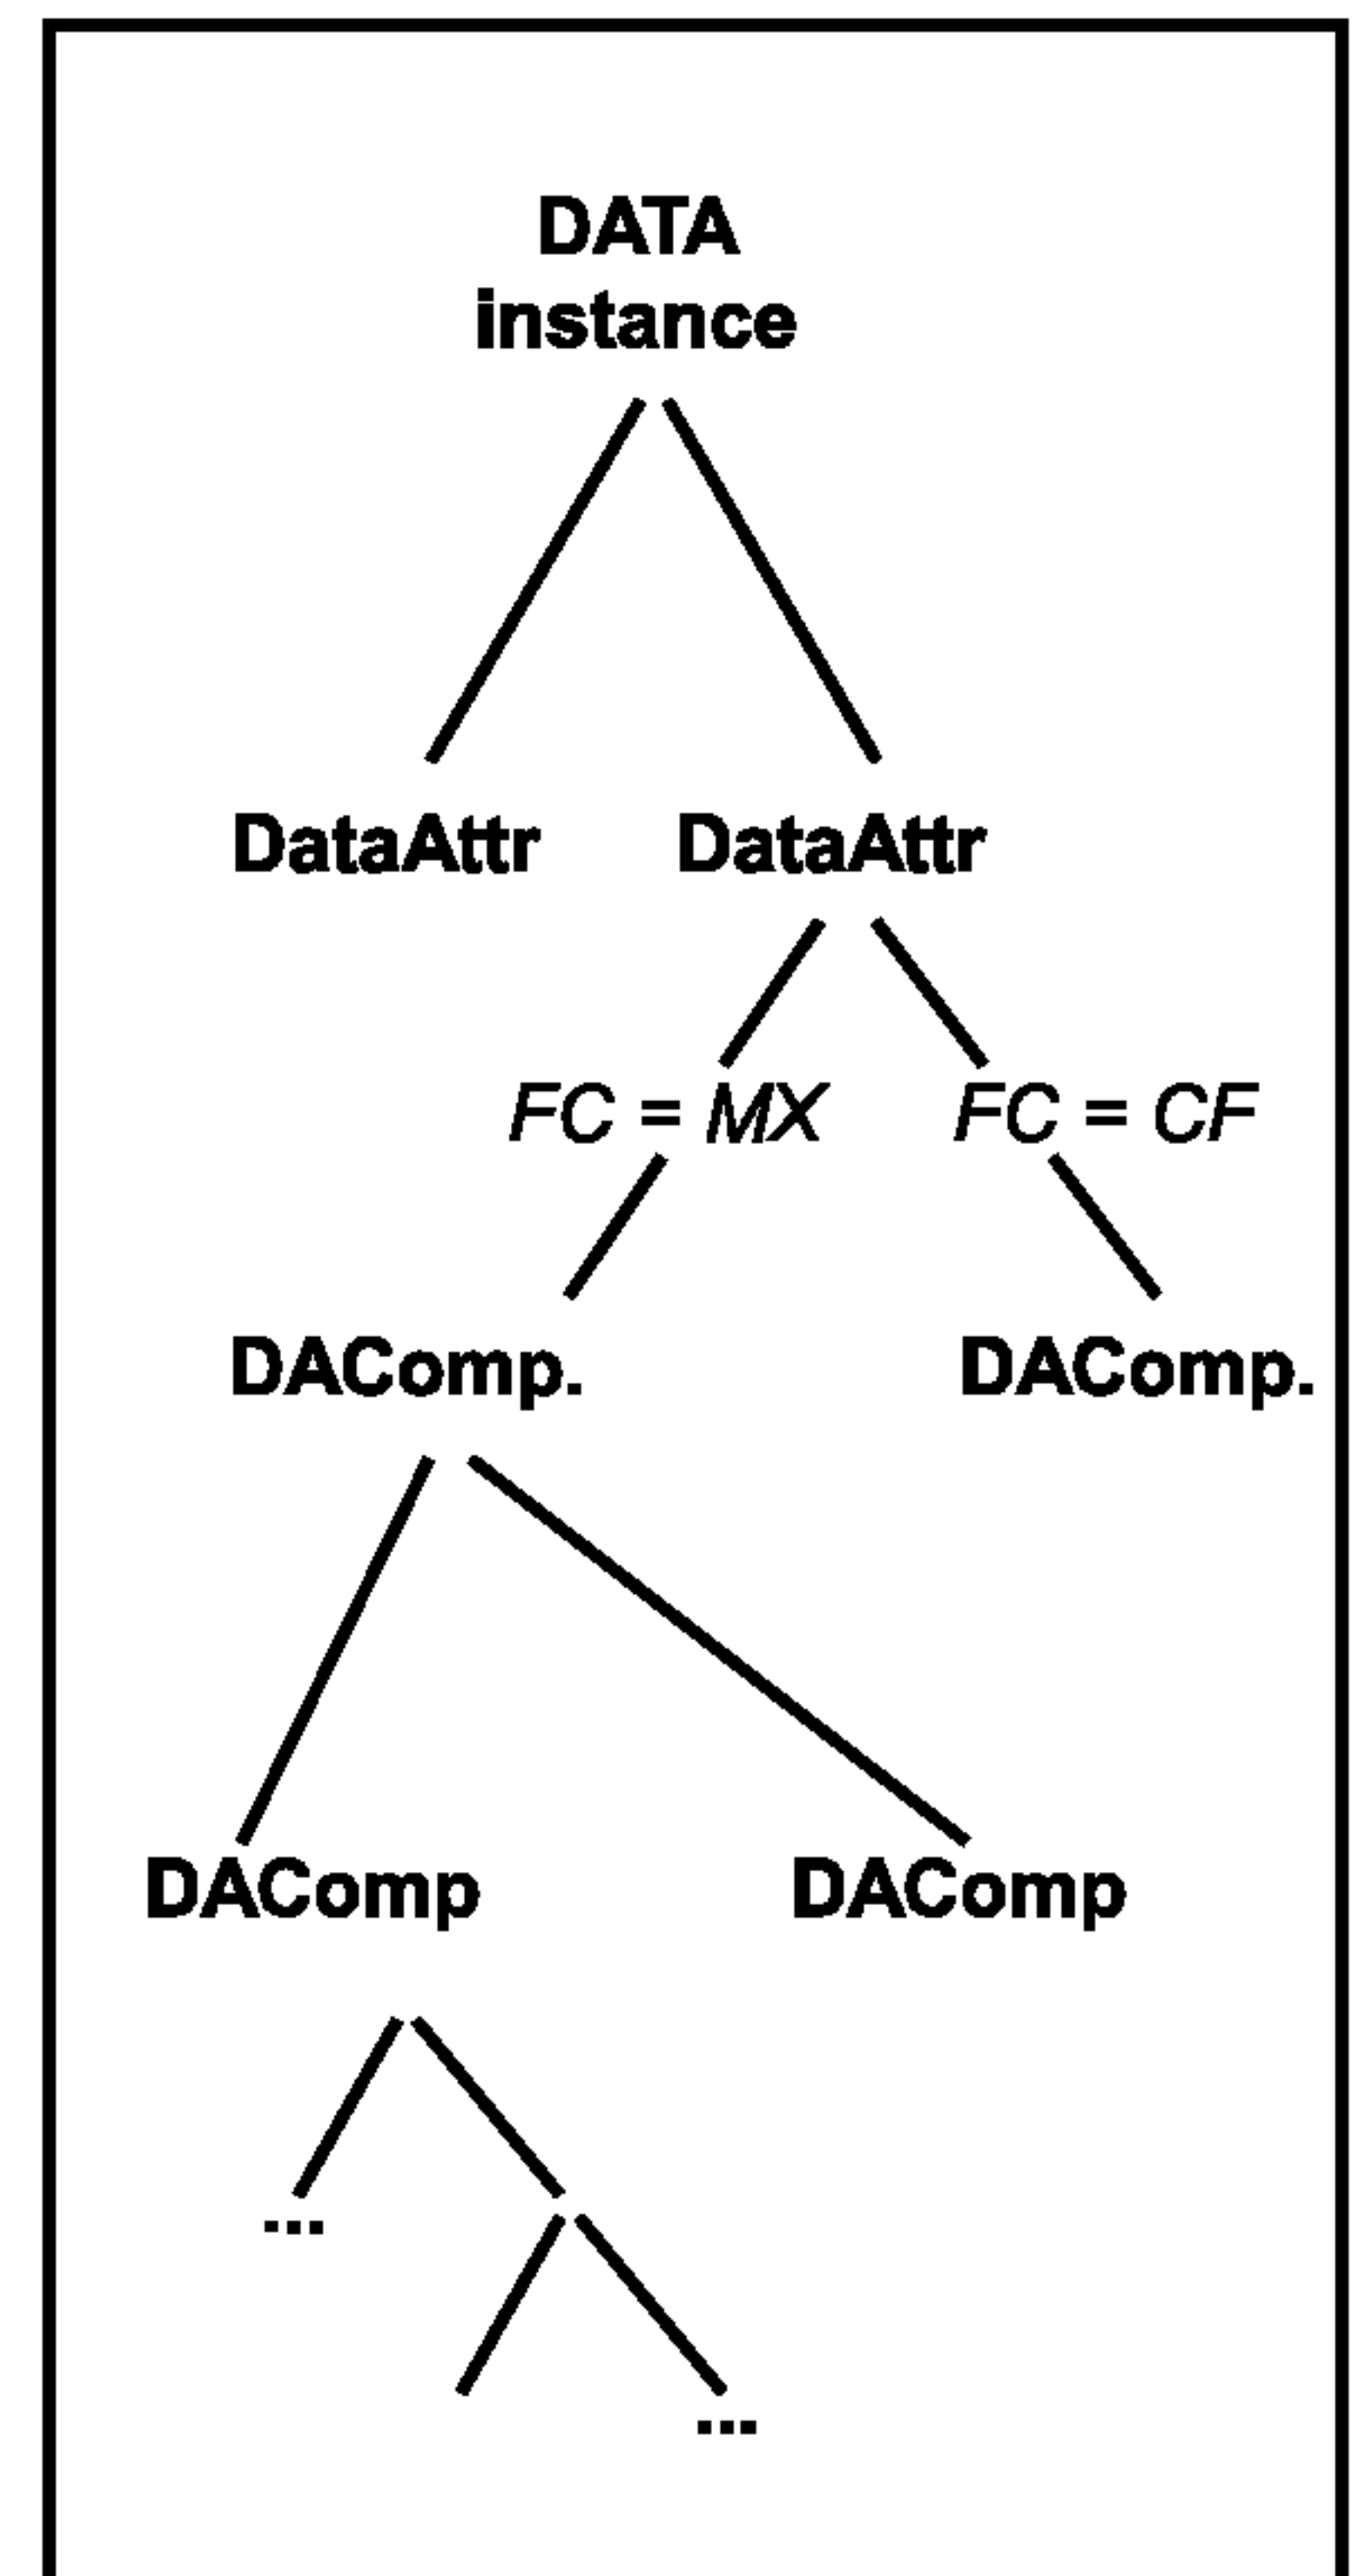 DATA
instance
DataAttr DataAttr
FC = MX FC = CF
DAComp. DAComp.
DAComp DAComp
...
...